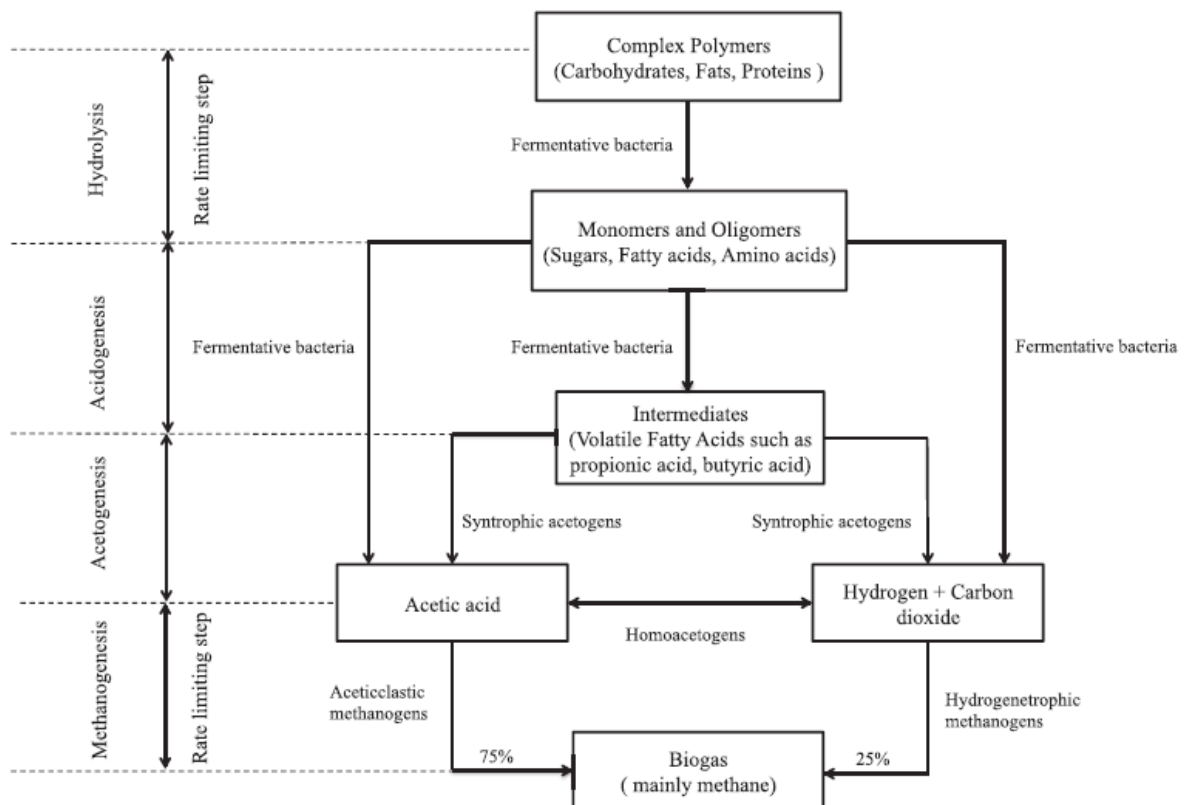 Complex Polymers
(Carbohydrates, Fats, Proteins )
Hydrolysis
Rate limiting step
Fermentative bacteria
Monomers and Oligomers
(Sugars, Fatty acids, Amino acids)
Acidogenesis
Fermentative bacteria
Fermentative bacteria
Fermentative bacteria
Intermediates
(Volatile Fatty Acids such as
propionic acid, butyric acid)
Acetogenesis
Syntrophic acetogens
Syntrophic acetogens
Acetic acid
Hydrogen + Carbon
dioxide
Homoacetogens
Methanogenesis
Rate limiting step
Aceticclastic
methanogens
Hydrogenetrophic
methanogens
75%
25%
Biogas
( mainly methane)